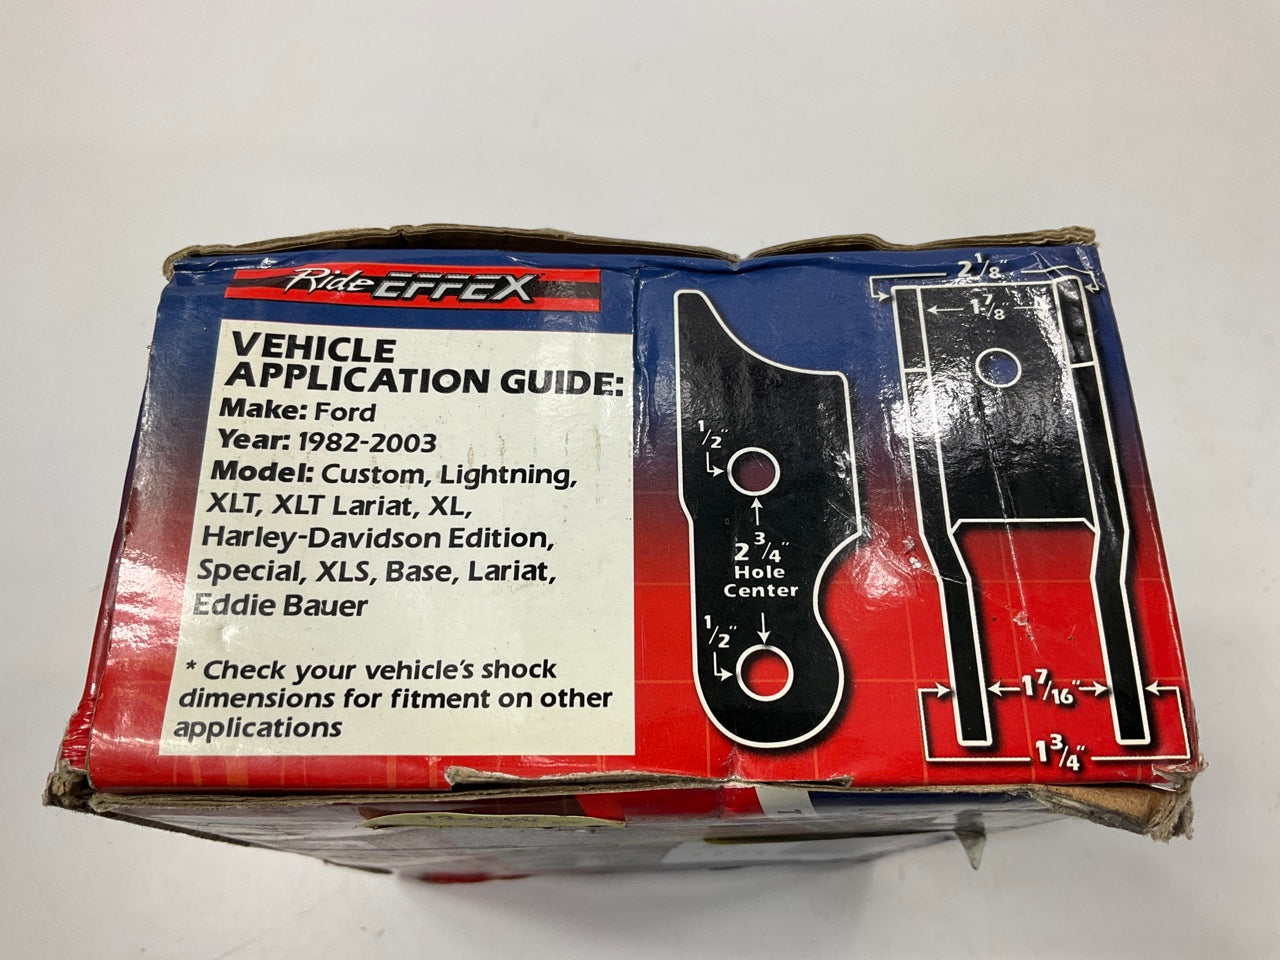 Ride EFFEX
VEHICLE
APPLICATION GUIDE:
Make: Ford
Year: 1982-2003
Model: Custom, Lightning,
XLT, XLT Lariat, XL,
Harley-Davidson Edition,
Special, XLS, Base, Lariat,
Eddie Bauer
* Check your vehicle's shock
dimensions for fitment on other
applications
1/2"
2 3/4"
Hole
Center
1/2"
2 1/8"
1 7/8"
1 7/16"
1 3/4"